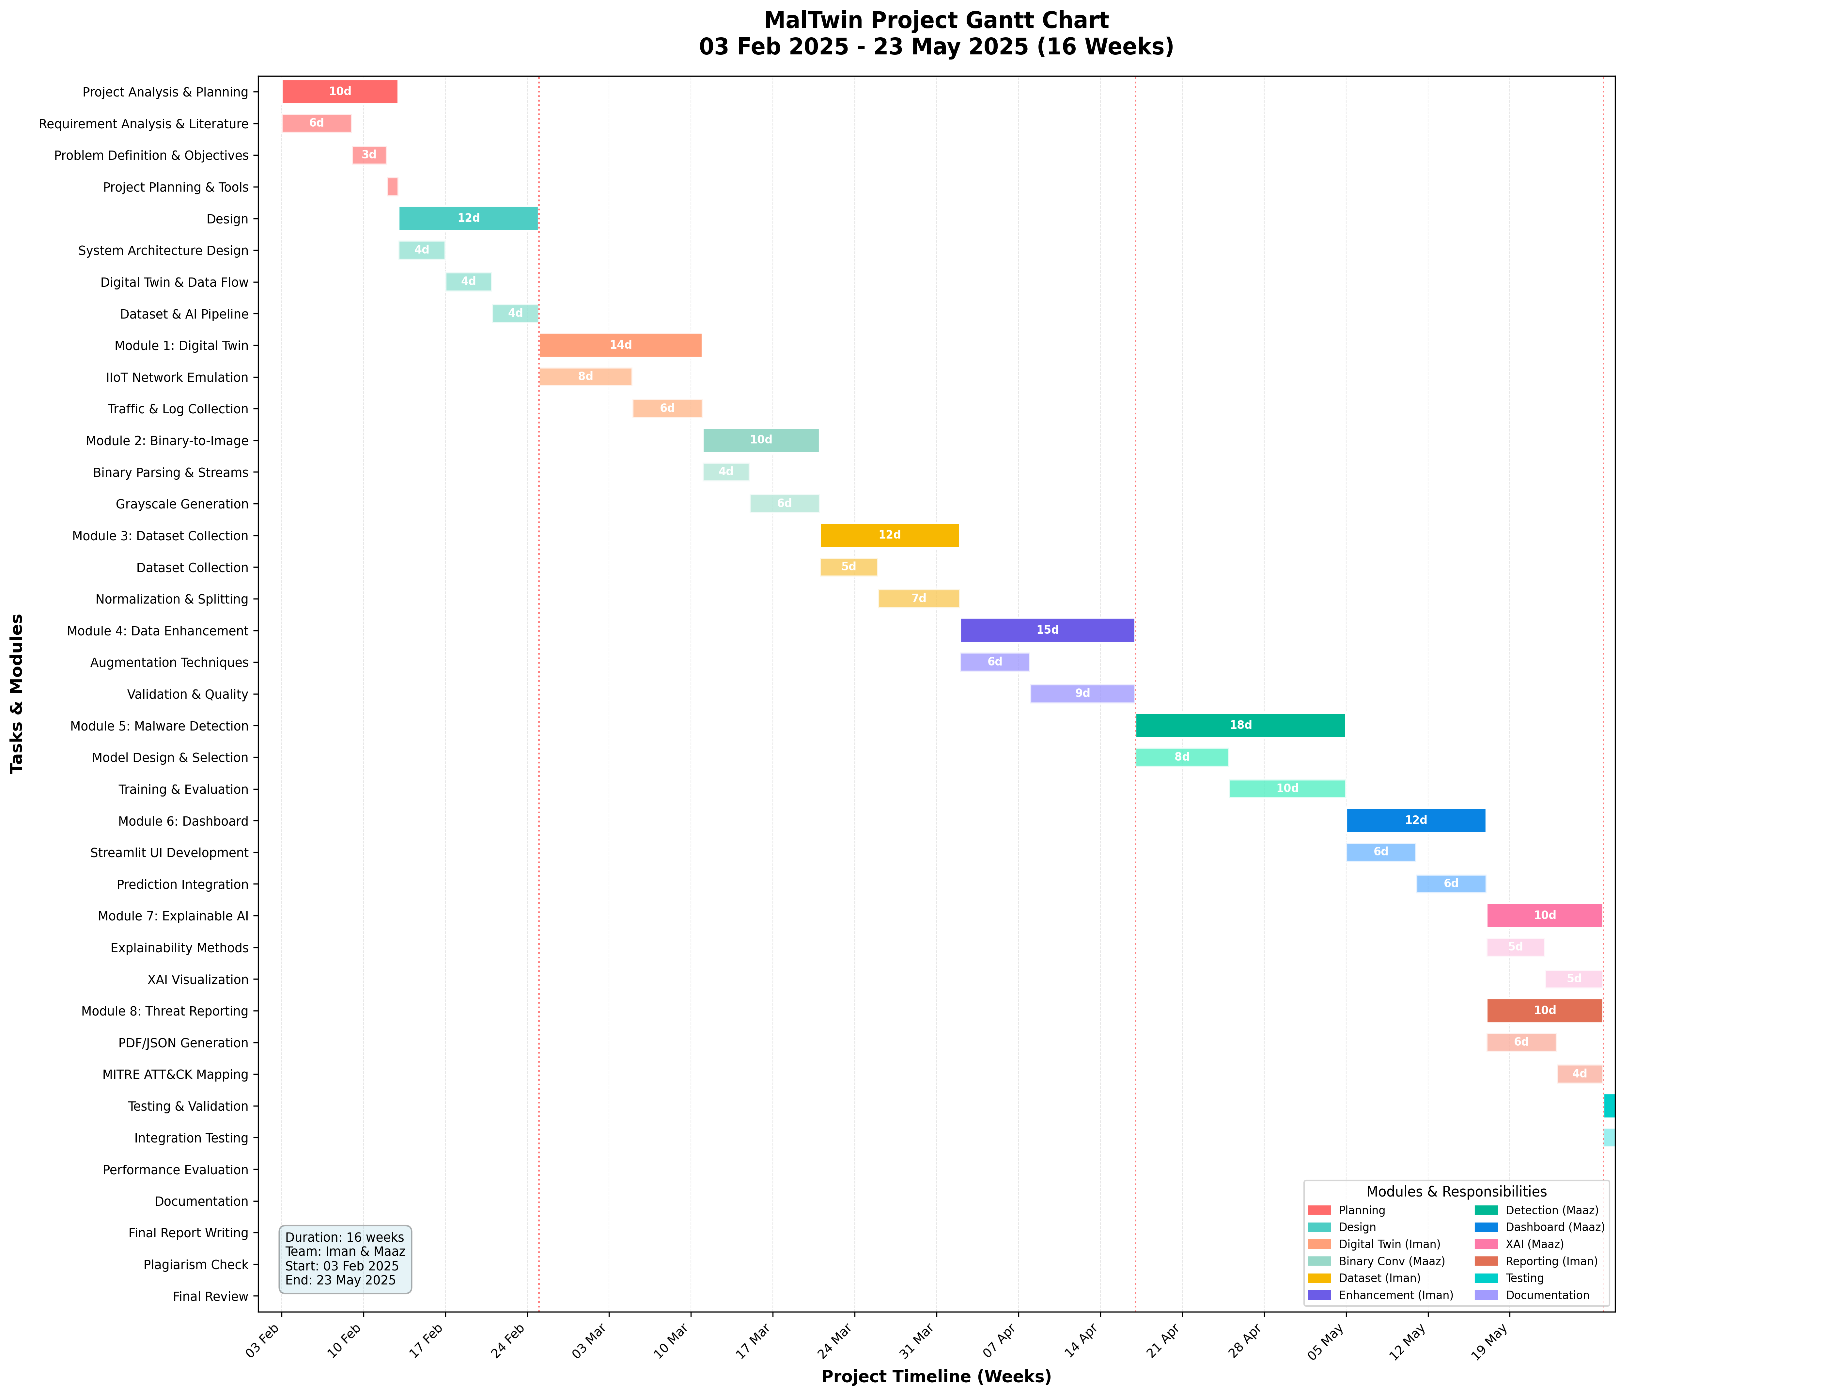 MalTwin Project Gantt Chart
03 Feb 2025 - 23 May 2025 (16 Weeks)
Tasks & Modules
Project Analysis & Planning
10d
Requirement Analysis & Literature
6d
Problem Definition & Objectives
3d
Project Planning & Tools
Design
12d
System Architecture Design
4d
Digital Twin & Data Flow
4d
Dataset & AI Pipeline
4d
Module 1: Digital Twin
14d
IIoT Network Emulation
8d
Traffic & Log Collection
6d
Module 2: Binary-to-Image
10d
Binary Parsing & Streams
4d
Grayscale Generation
6d
Module 3: Dataset Collection
12d
Dataset Collection
5d
Normalization & Splitting
7d
Module 4: Data Enhancement
15d
Augmentation Techniques
6d
Validation & Quality
9d
Module 5: Malware Detection
18d
Model Design & Selection
8d
Training & Evaluation
10d
Module 6: Dashboard
12d
Streamlit UI Development
6d
Prediction Integration
6d
Module 7: Explainable AI
10d
Explainability Methods
5d
XAI Visualization
5d
Module 8: Threat Reporting
10d
PDF/JSON Generation
6d
MITRE ATT&CK Mapping
4d
Testing & Validation
Integration Testing
Performance Evaluation
Documentation
Final Report Writing
Plagiarism Check
Final Review
Duration: 16 weeks
Team: Iman & Maaz
Start: 03 Feb 2025
End: 23 May 2025
Modules & Responsibilities
Planning
Design
Digital Twin (Iman)
Binary Conv (Maaz)
Dataset (Iman)
Enhancement (Iman)
Detection (Maaz)
Dashboard (Maaz)
XAI (Maaz)
Reporting (Iman)
Testing
Documentation
03 Feb
10 Feb
17 Feb
24 Feb
03 Mar
10 Mar
17 Mar
24 Mar
31 Mar
07 Apr
14 Apr
21 Apr
28 Apr
05 May
12 May
19 May
Project Timeline (Weeks)